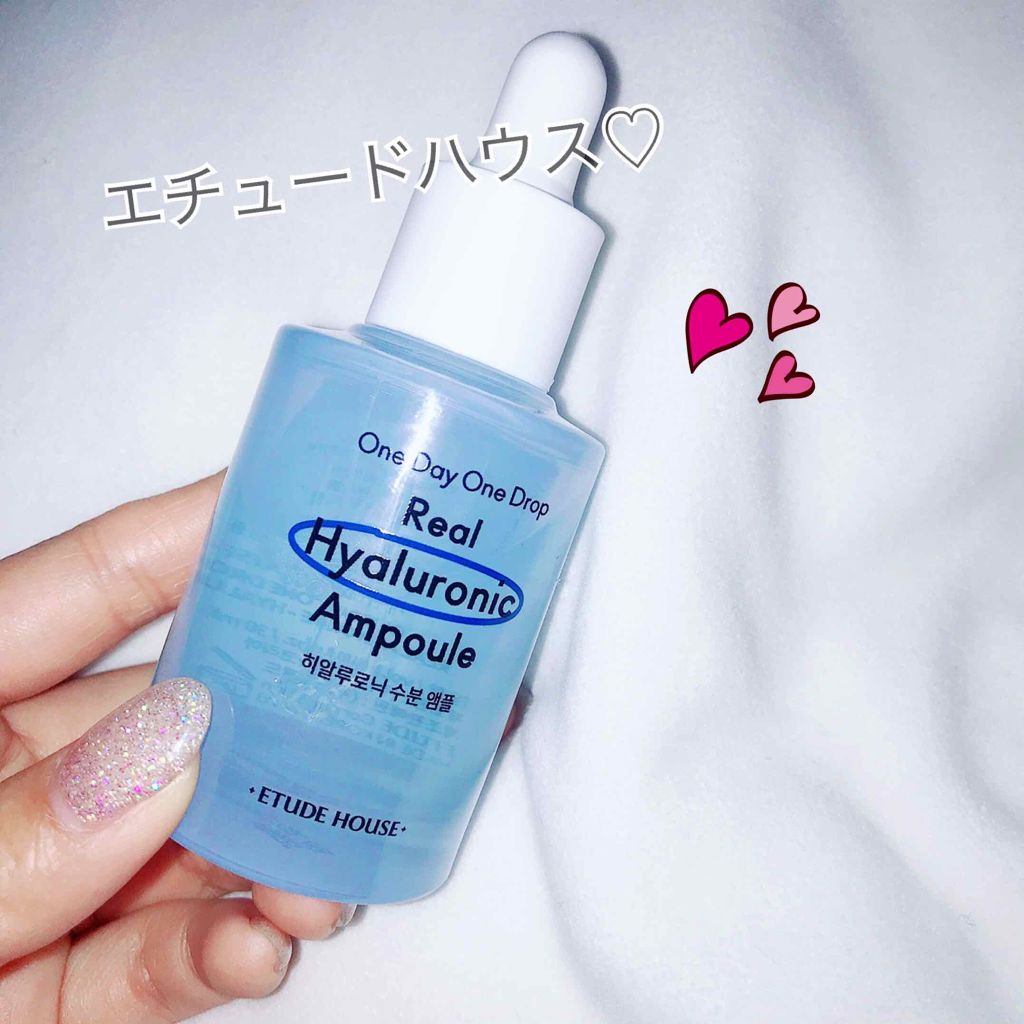 エチュードハウス♡
One Day One Drop
Real
Hyaluronic
Ampoule
히알루로닉 수분 앰플
ETUDE HOUSE